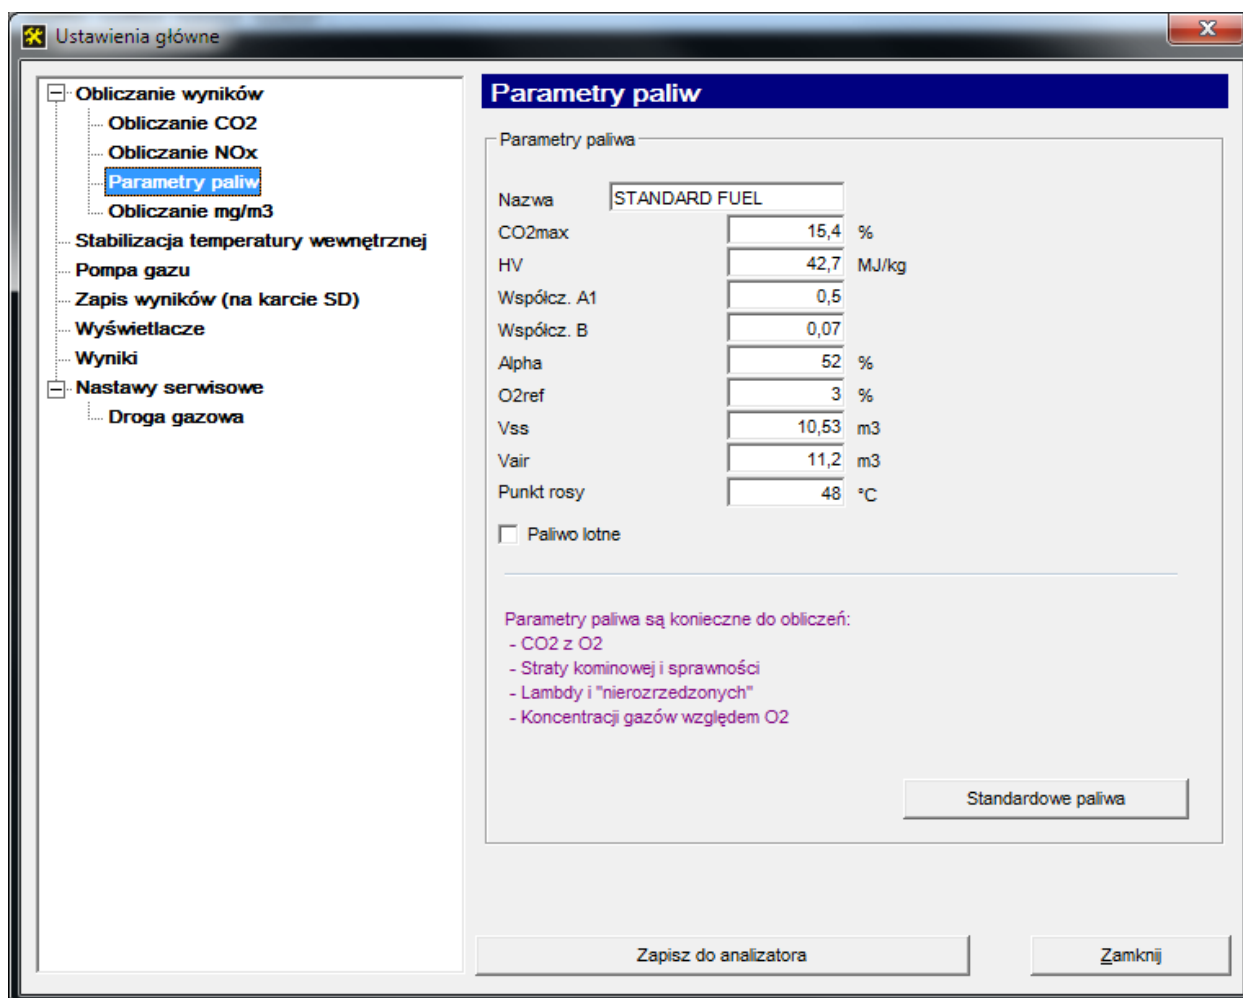 Ustawienia główne
Obliczanie wyników
Obliczanie CO2
Obliczanie NOx
Parametry paliw
Obliczanie mg/m3
Stabilizacja temperatury wewnętrznej
Pompa gazu
Zapis wyników (na karcie SD)
Wyświetlacze
Wyniki
Nastawy serwisowe
Droga gazowa
Parametry paliw
Parametry paliwa
Nazwa STANDARD FUEL
CO2max 15,4 %
HV 42,7 MJ/kg
Współcz. A1 0,5
Współcz. B 0,07
Alpha 52 %
O2ref 3 %
Vss 10,53 m3
Vair 11,2 m3
Punkt rosy 48 °C
Paliwo lotne
Parametry paliwa są konieczne do obliczeń:
- CO2 z O2
- Straty kominowej i sprawności
- Lambdy i "nierozrzedzonych"
- Koncentracji gazów względem O2
Standardowe paliwa
Zapisz do analizatora
Zamknij